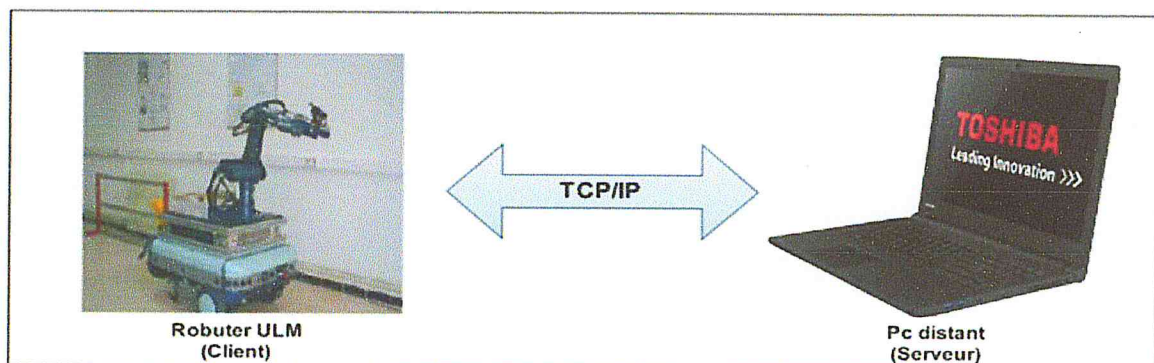 TCP/IP
TOSHIBA
Leading Innovation >>>
Robuter ULM
(Client)
Pc distant
(Serveur)